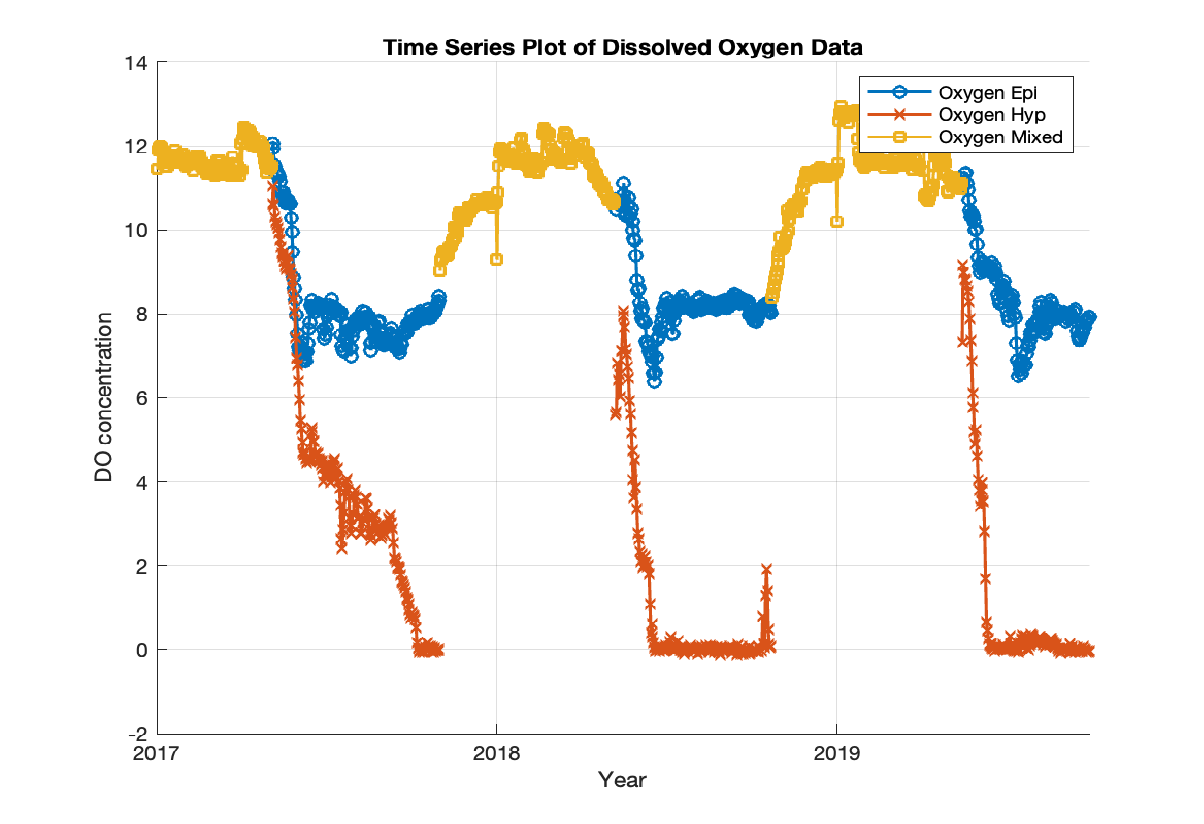 Time Series Plot of Dissolved Oxygen Data
14
12
10
8
6
4
2
0
-2
DO concentration
Oxygen Epi
Oxygen Hyp
Oxygen Mixed
2017
2018
2019
Year